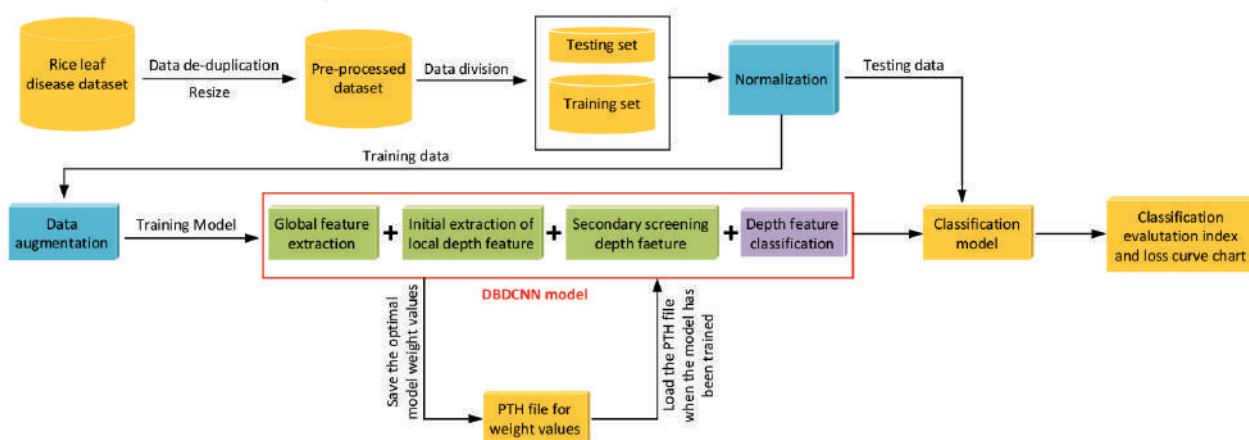 Rice leaf
disease dataset
Data de-duplication
Resize
Pre-processed
dataset
Data division
Testing set
Training set
Normalization
Testing data
Training data
Data
augmentation
Training Model
Global feature
extraction
+
Initial extraction of
local depth feature
+
Secondary screening
depth faeture
+
Depth feature
classification
DBDCNN model
Classification
model
Classification
evalutation index
and loss curve chart
Save the optimal
model weight values
PTH file for
weight values
Load the PTH file
when the model has
been trained